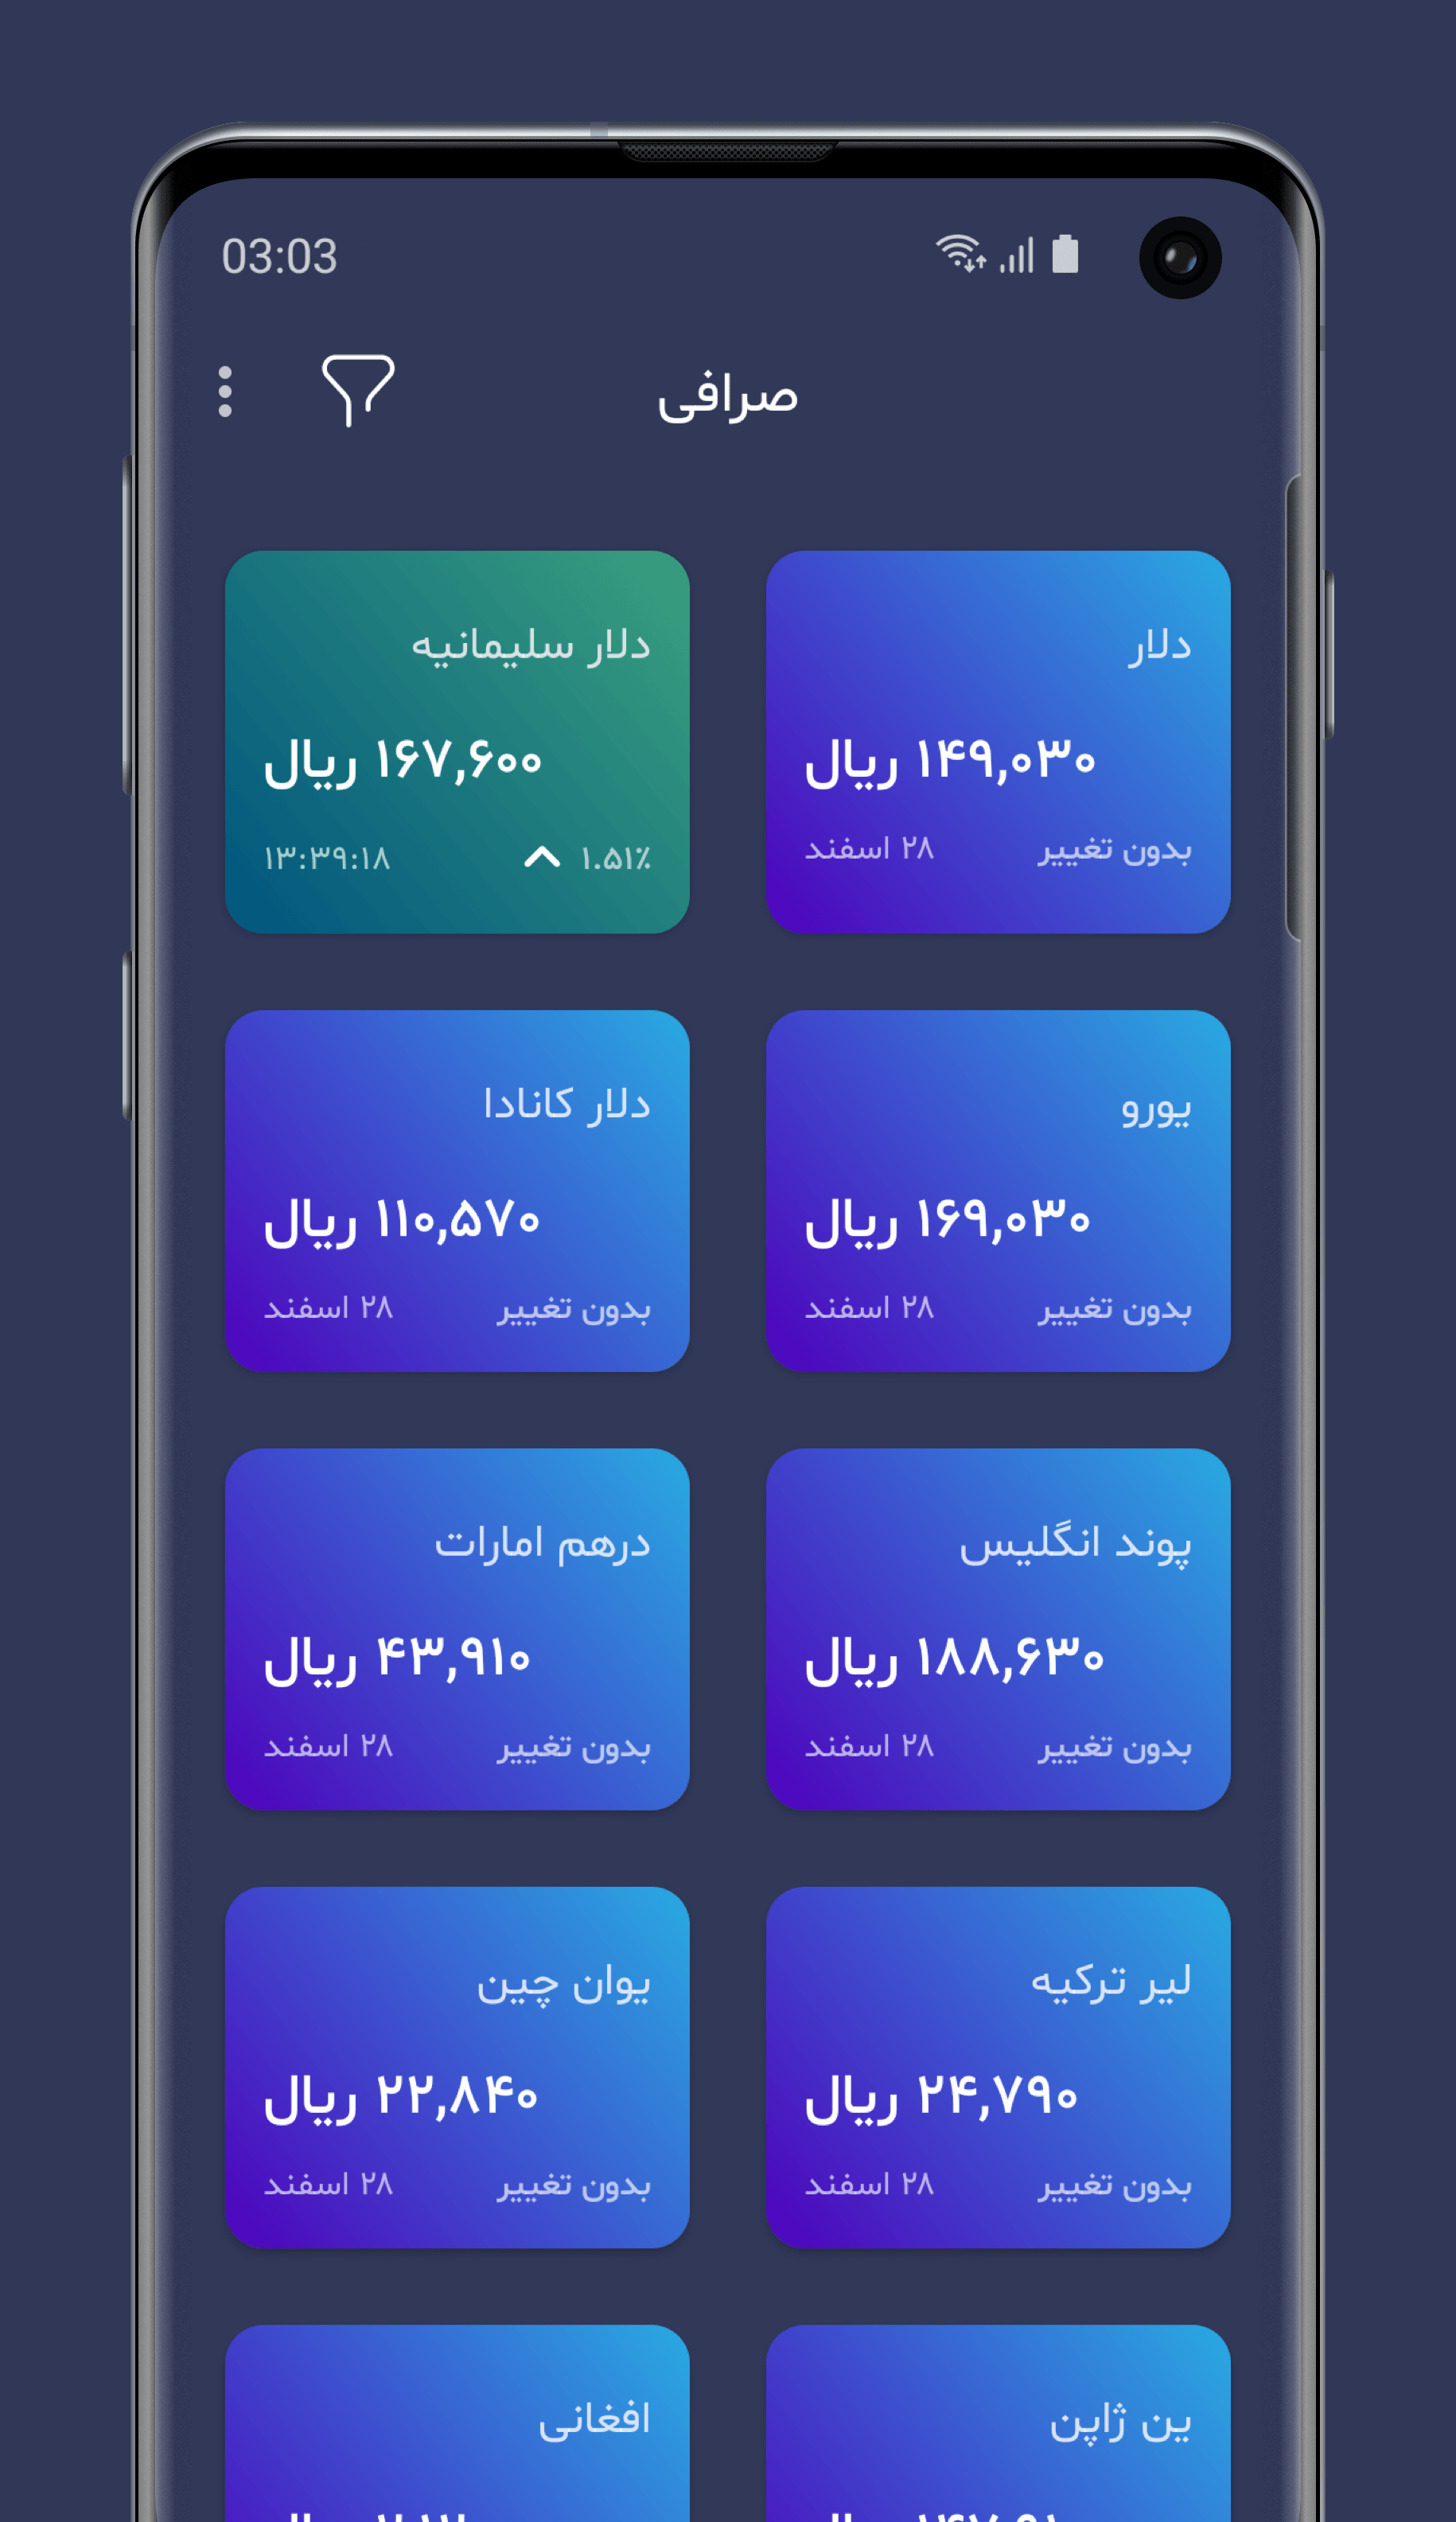 03:03
صرافی
دلار
۱۴۹,۰۳۰ ریال
بدون تغییر ۲۸ اسفند
دلار سلیمانیه
۱۶۷,۶۰۰ ریال
۱.۵۱٪ ۱۳:۳۹:۱۸
یورو
۱۶۹,۰۳۰ ریال
بدون تغییر ۲۸ اسفند
دلار کانادا
۱۱۰,۵۷۰ ریال
بدون تغییر ۲۸ اسفند
پوند انگلیس
۱۸۸,۶۳۰ ریال
بدون تغییر ۲۸ اسفند
درهم امارات
۴۳,۹۱۰ ریال
بدون تغییر ۲۸ اسفند
لیر ترکیه
۲۴,۷۹۰ ریال
بدون تغییر ۲۸ اسفند
یوان چین
۲۲,۸۴۰ ریال
بدون تغییر ۲۸ اسفند
ین ژاپن
افغانی